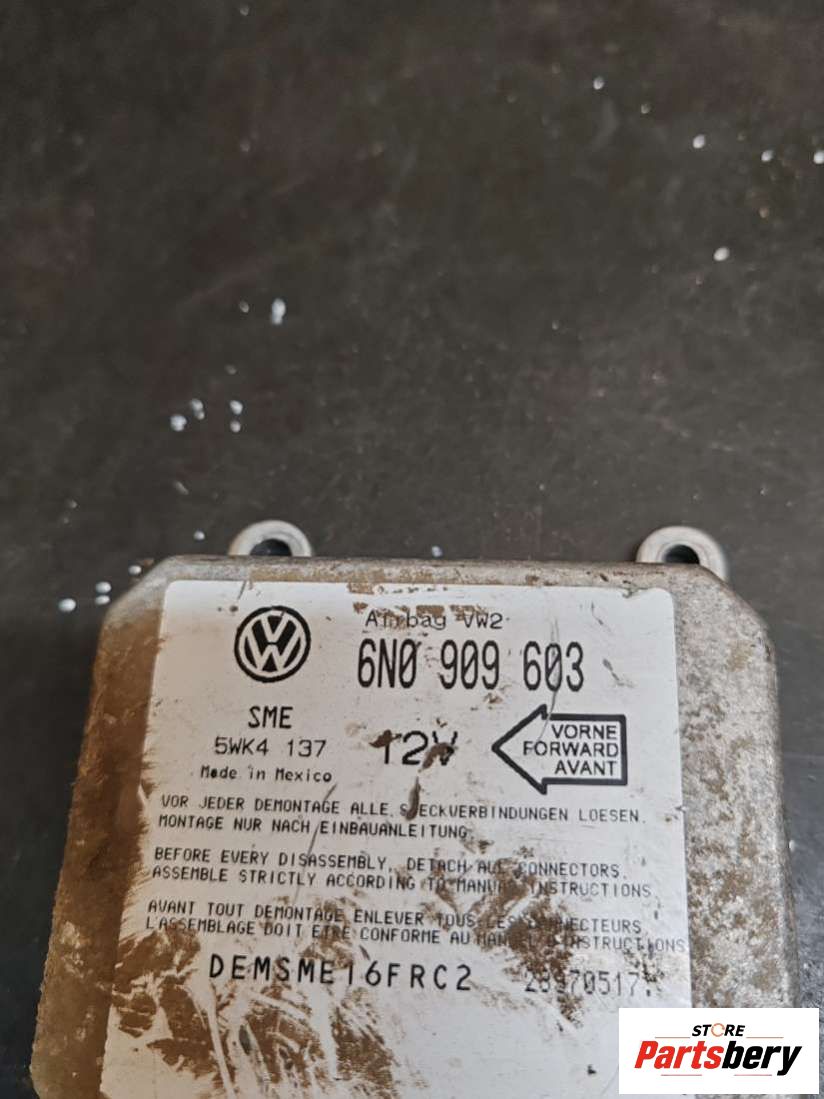 Airbag VW2
6N0 909 603
SME
5WK4 137
12V
VORNE
FORWARD
AVANT
Made in Mexico
VOR JEDER DEMONTAGE ALLE STECKVERBINDUNGEN LOESEN.
MONTAGE NUR NACH EINBAUANLEITUNG.
BEFORE EVERY DISASSEMBLY, DETACH ALL CONNECTORS.
ASSEMBLE STRICTLY ACCORDING TO MANUAL INSTRUCTIONS.
AVANT TOUT DEMONTAGE ENLEVER TOUS LES CONNECTEURS
L'ASSEMBLAGE DOIT ETRE CONFORME AU MANUEL D'INSTRUCTIONS
DEMSME16FRC2
STORE
Partsbery